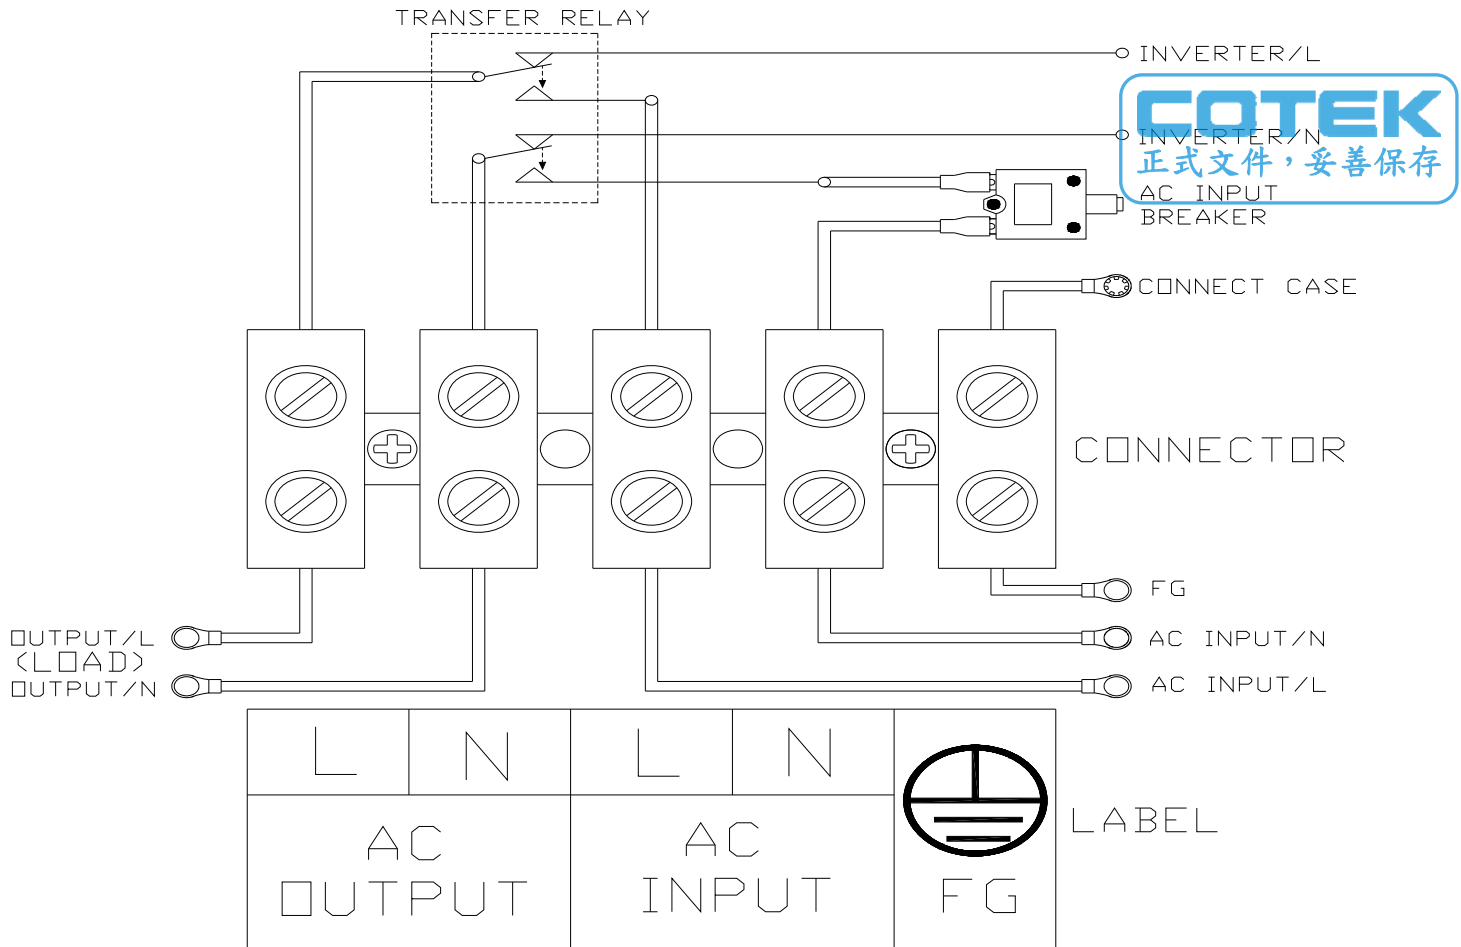 TRANSFER RELAY
INVERTER/L
COTEK
INVERTER/N
正式文件，妥善保存
AC INPUT
BREAKER
CONNECT CASE
CONNECTOR
FG
OUTPUT/L
(LOAD)
OUTPUT/N
AC INPUT/N
AC INPUT/L
L N L N
AC
OUTPUT
AC
INPUT
FG
LABEL